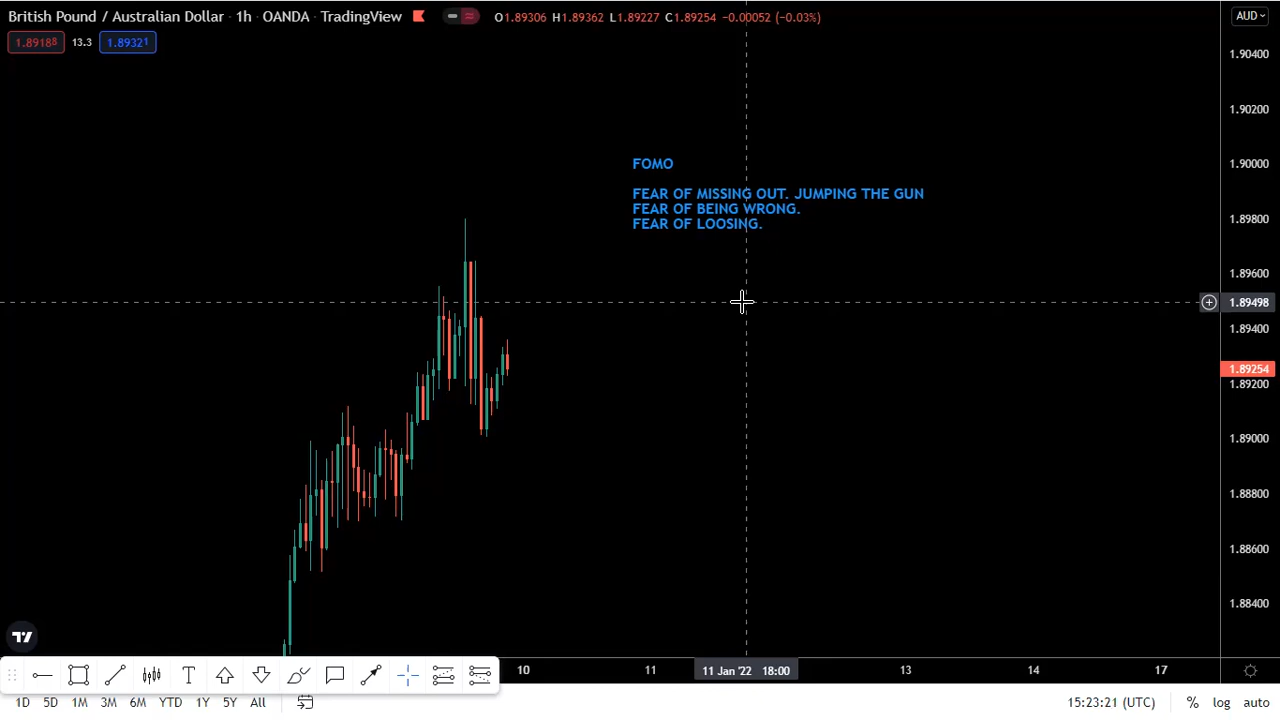 British Pound / Australian Dollar · 1h · OANDA · TradingView
O1.89306 H1.89362 L1.89227 C1.89254 −0.00052 (−0.03%)
AUD
1.89188 13.3 1.89321
1.90400
1.90200
1.90000
1.89800
1.89600
1.89498
1.89400
1.89254
1.89200
1.89000
1.88800
1.88600
1.88400
FOMO
FEAR OF MISSING OUT. JUMPING THE GUN
FEAR OF BEING WRONG.
FEAR OF LOOSING.
10 11 11 Jan '22 18:00 13 14 17
T
1D 5D 1M 3M 6M YTD 1Y 5Y All
15:23:21 (UTC) % log auto